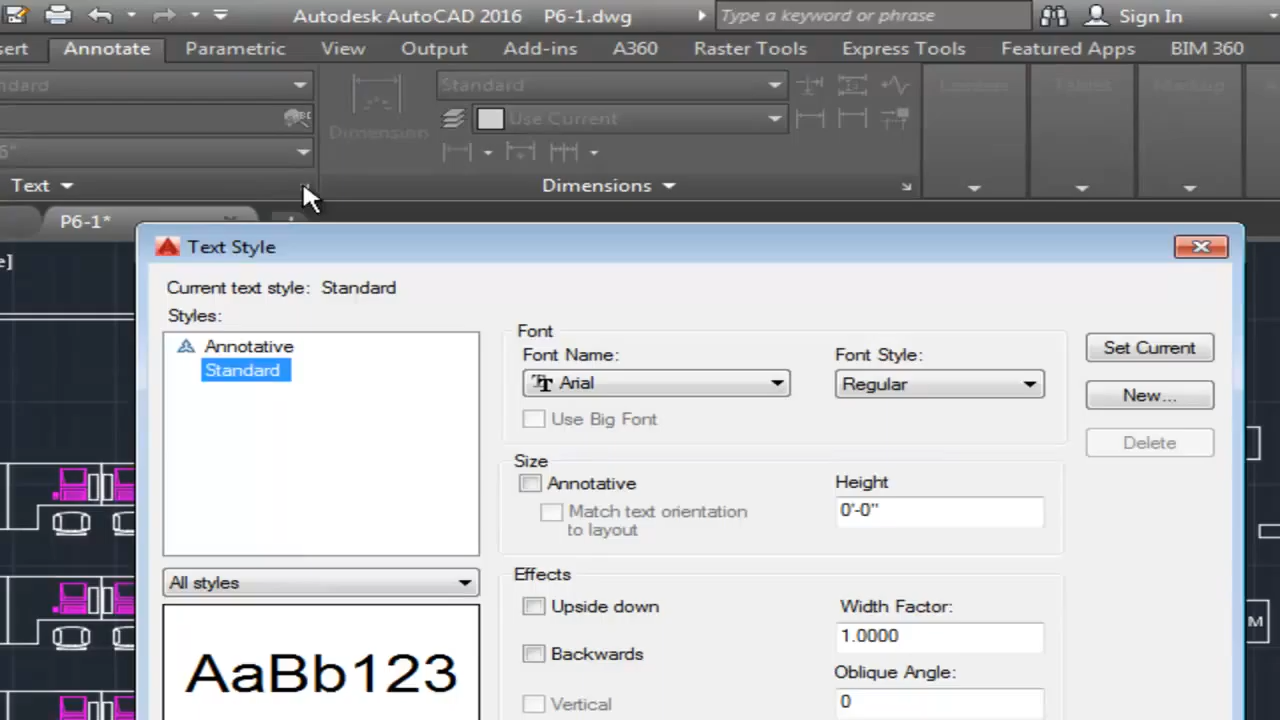 Autodesk AutoCAD 2016 P6-1.dwg Type a keyword or phrase Sign In
sert Annotate Parametric View Output Add-ins A360 Raster Tools Express Tools Featured Apps BIM 360
ndard Standard
Use Current
Dimension
6"
Text Dimensions
P6-1*
e]
Text Style
Current text style: Standard
Styles:
Annotative
Standard
All styles
AaBb123
Font
Font Name:
Arial
Use Big Font
Font Style:
Regular
Size
Annotative
Match text orientation
to layout
Height
0'-0"
Effects
Upside down
Backwards
Vertical
Width Factor:
1.0000
Oblique Angle:
0
Set Current
New...
Delete
M